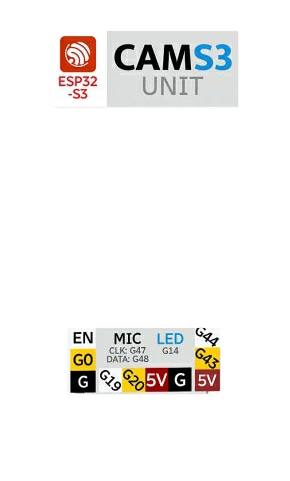 ESP32
-S3
CAMS3
UNIT
EN
MIC
LED
G44
CLK: G47
G14
DATA: G48
G0
G43
G
G19
G20
5V
G
5V